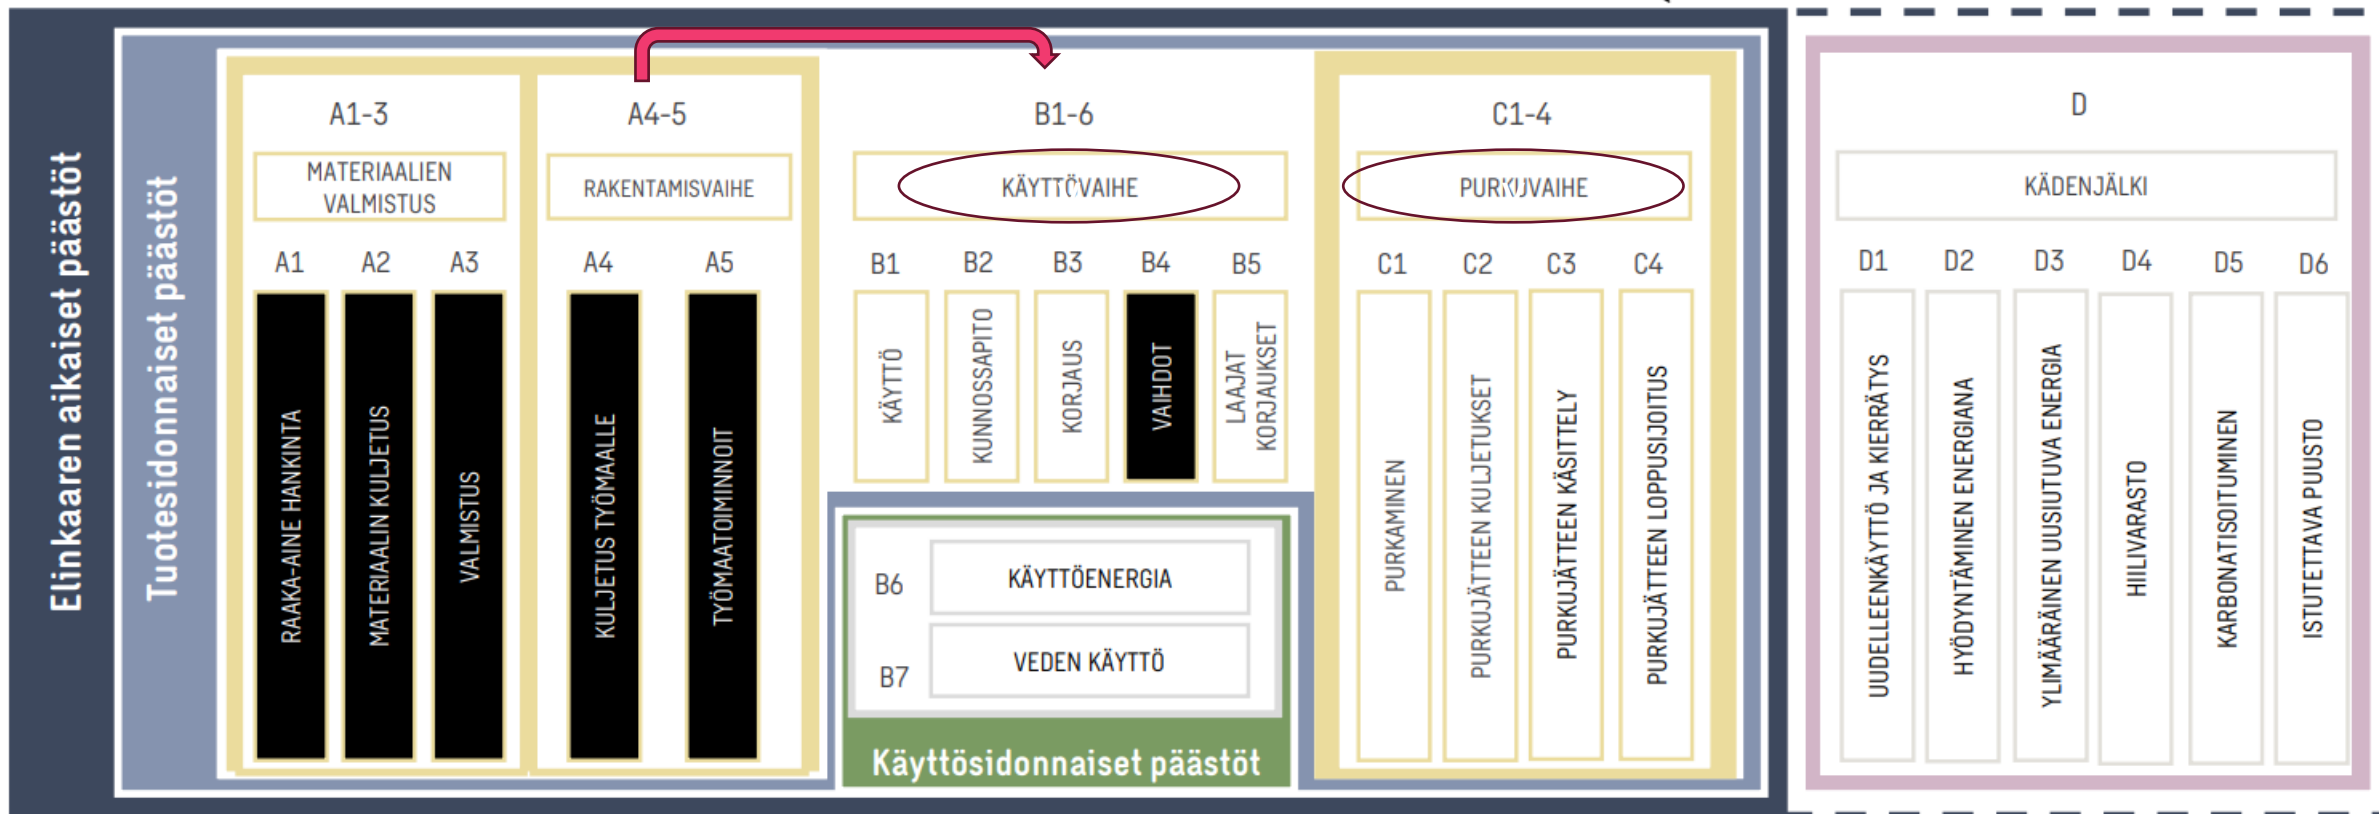 Elinkaaren aikaiset päästöt
Tuotesidonnaiset päästöt
A1-3
MATERIAALIEN
VALMISTUS
A1
A2
A3
RAAKA-AINE HANKINTA
MATERIAALIN KULJETUS
VALMISTUS
A4-5
RAKENTAMISVAIHE
A4
A5
KULJETUS TYÖMAALLE
TYÖMAATOIMINNOIT
B1-6
KÄYTTÖVAIHE
B1
B2
B3
B4
B5
KÄYTTÖ
KUNNOSSAPITO
KORJAUS
VAIHDOT
LAAJAT
KORJAUKSET
B6
KÄYTTÖENERGIA
B7
VEDEN KÄYTTÖ
Käyttösidonnaiset päästöt
C1-4
PURKUVAIHE
C1
C2
C3
C4
PURKAMINEN
PURKUJÄTTEEN KULJETUKSET
PURKUJÄTTEEN KÄSITTELY
PURKUJÄTTEEN LOPPUSIJOITUS
D
KÄDENJÄLKI
D1
D2
D3
D4
D5
D6
UUDELLEENKÄYTTÖ JA KIERRÄTYS
HYÖDYNTÄMINEN ENERGIANA
YLIMÄÄRÄINEN UUSIUTUVA ENERGIA
HIILIVARASTO
KARBONATISOITUMINEN
ISTUTETTAVA PUUSTO